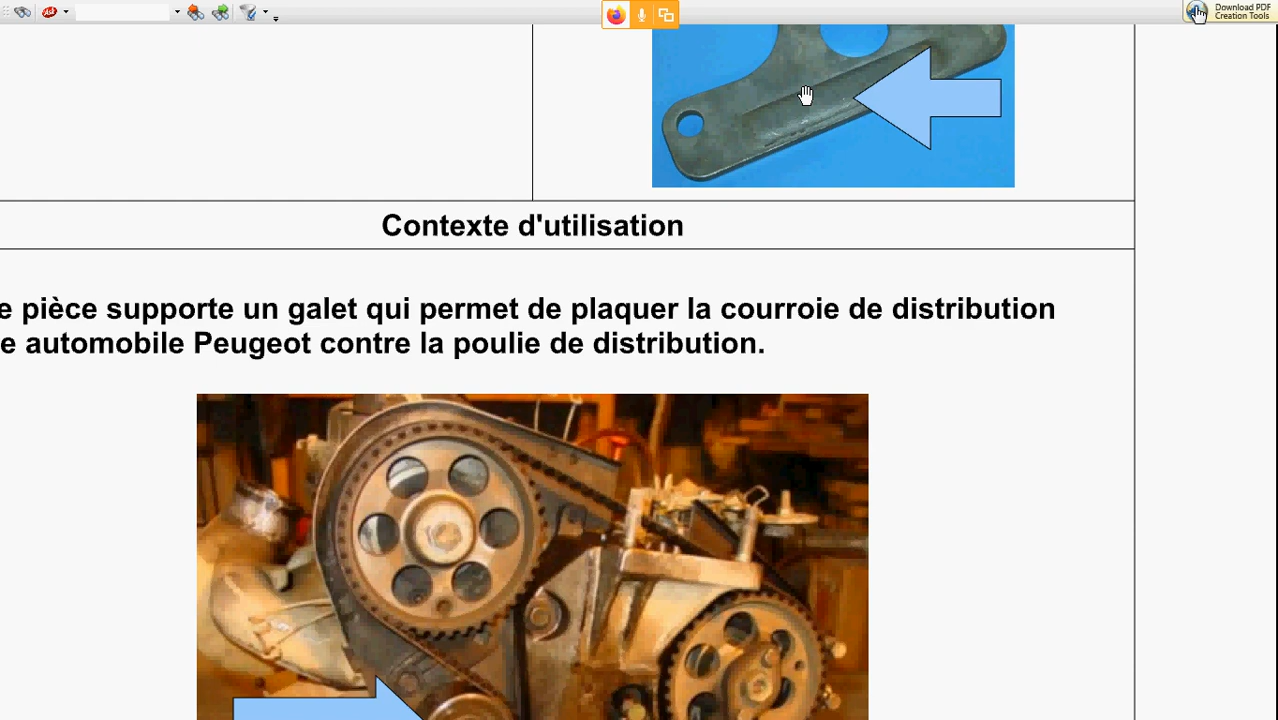 Download PDF
Creation Tools
Contexte d'utilisation
e pièce supporte un galet qui permet de plaquer la courroie de distribution
e automobile Peugeot contre la poulie de distribution.